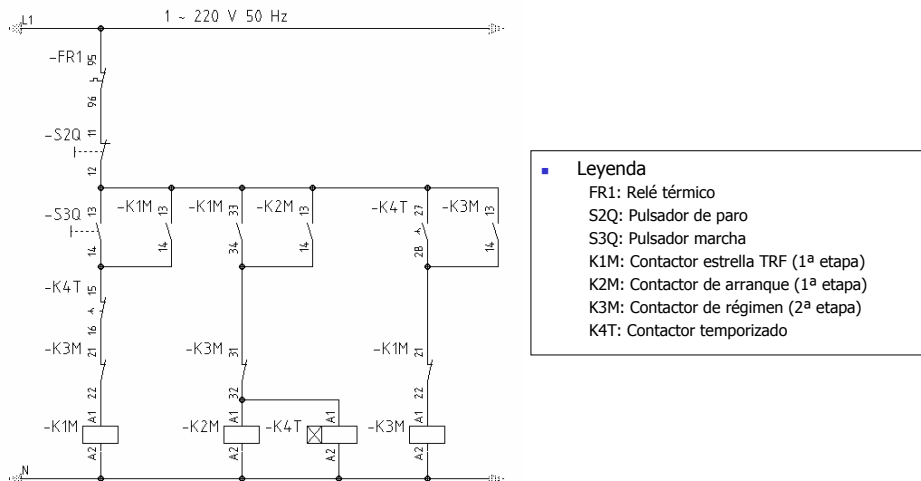 L1
1 ~ 220 V 50 Hz
-FR1 95
96
-S2Q 11
12
-S3Q 13 -K1M 13 -K1M 33 -K2M 13 -K4T 27 -K3M 13
14 14 34 14 28 14
-K4T 15
16
-K3M 21 -K3M 31 -K1M 21
22 32 22
-K1M A1 -K2M A1 -K4T A1 -K3M A1
A2 A2 A2 A2
N
Leyenda
FR1: Relé térmico
S2Q: Pulsador de paro
S3Q: Pulsador marcha
K1M: Contactor estrella TRF (1ª etapa)
K2M: Contactor de arranque (1ª etapa)
K3M: Contactor de régimen (2ª etapa)
K4T: Contactor temporizado